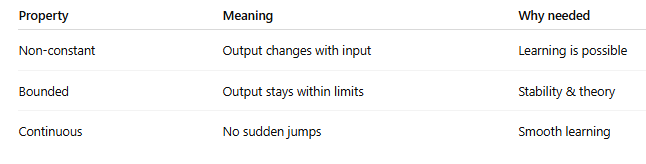 Property Meaning Why needed
Non-constant Output changes with input Learning is possible
Bounded Output stays within limits Stability & theory
Continuous No sudden jumps Smooth learning